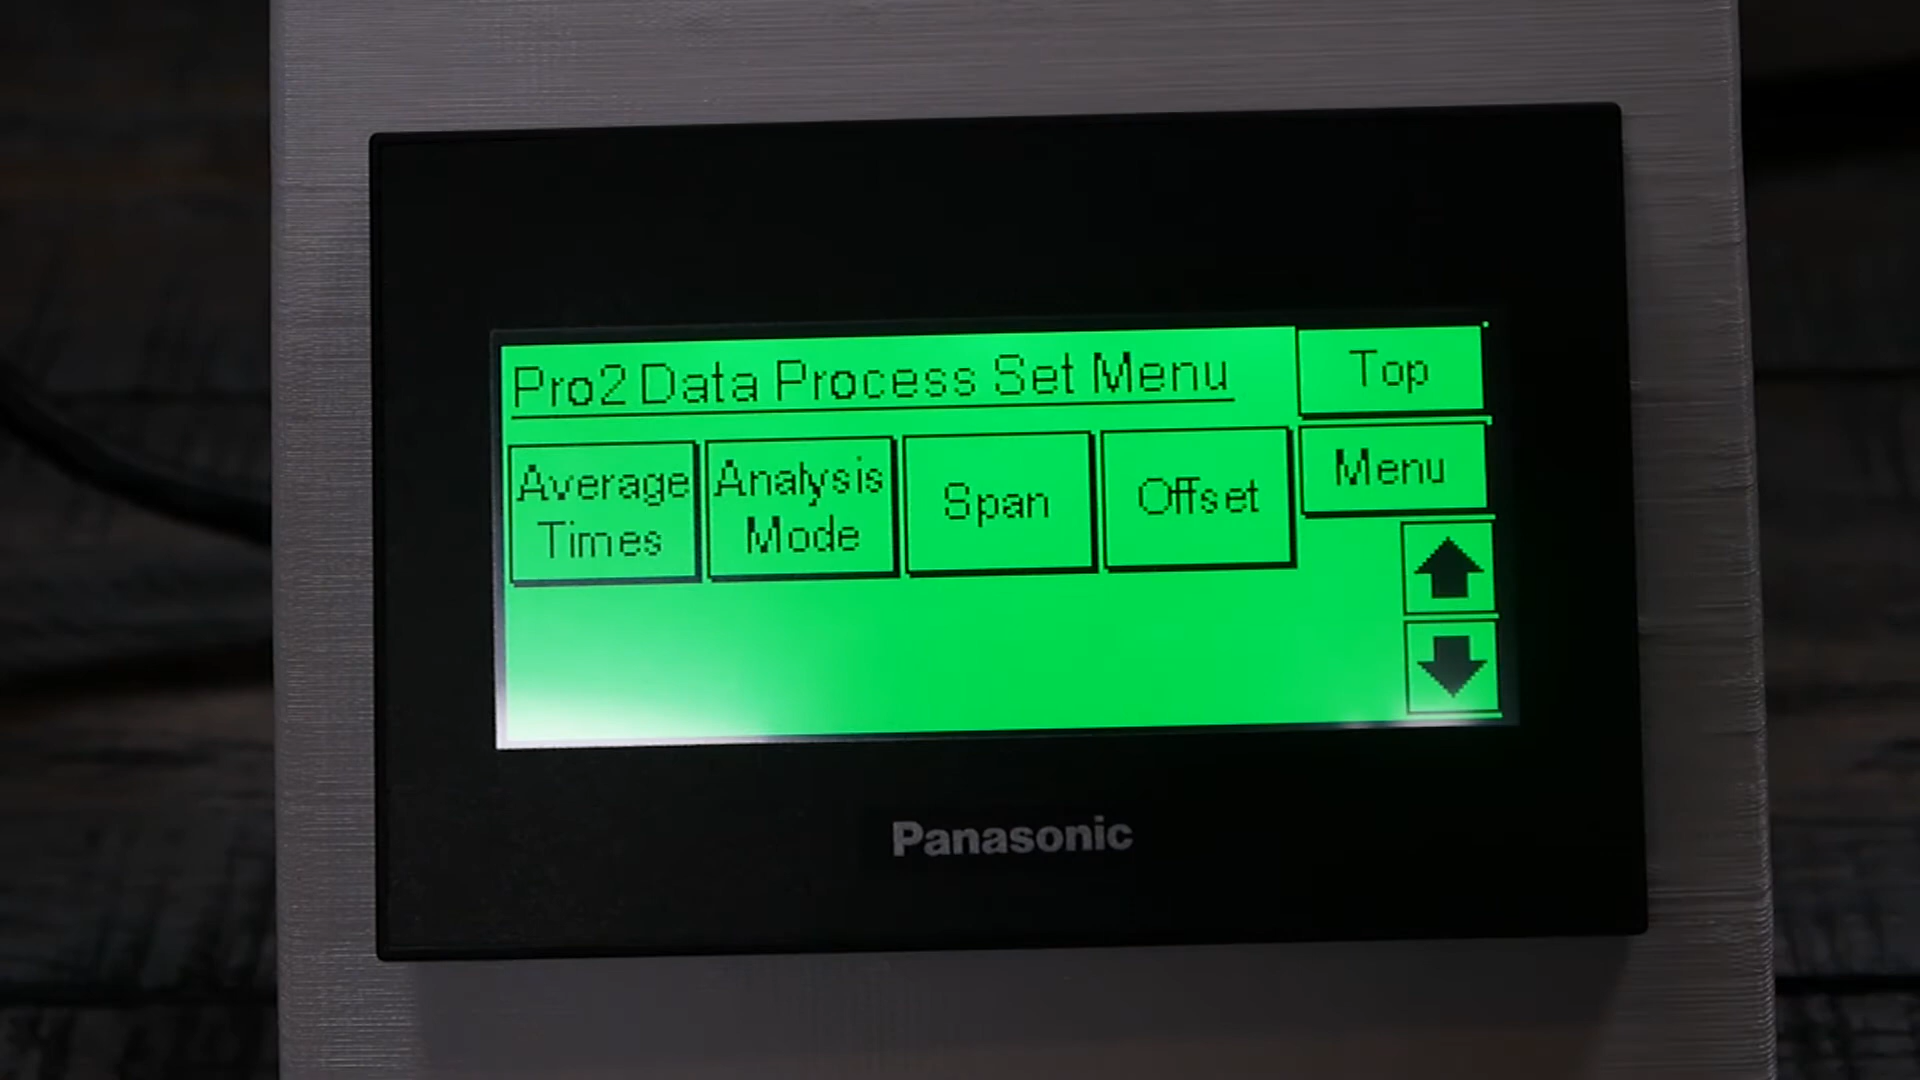 Pro2 Data Process Set Menu
Top
Average
Times
Analysis
Mode
Span
Offset
Menu
Panasonic